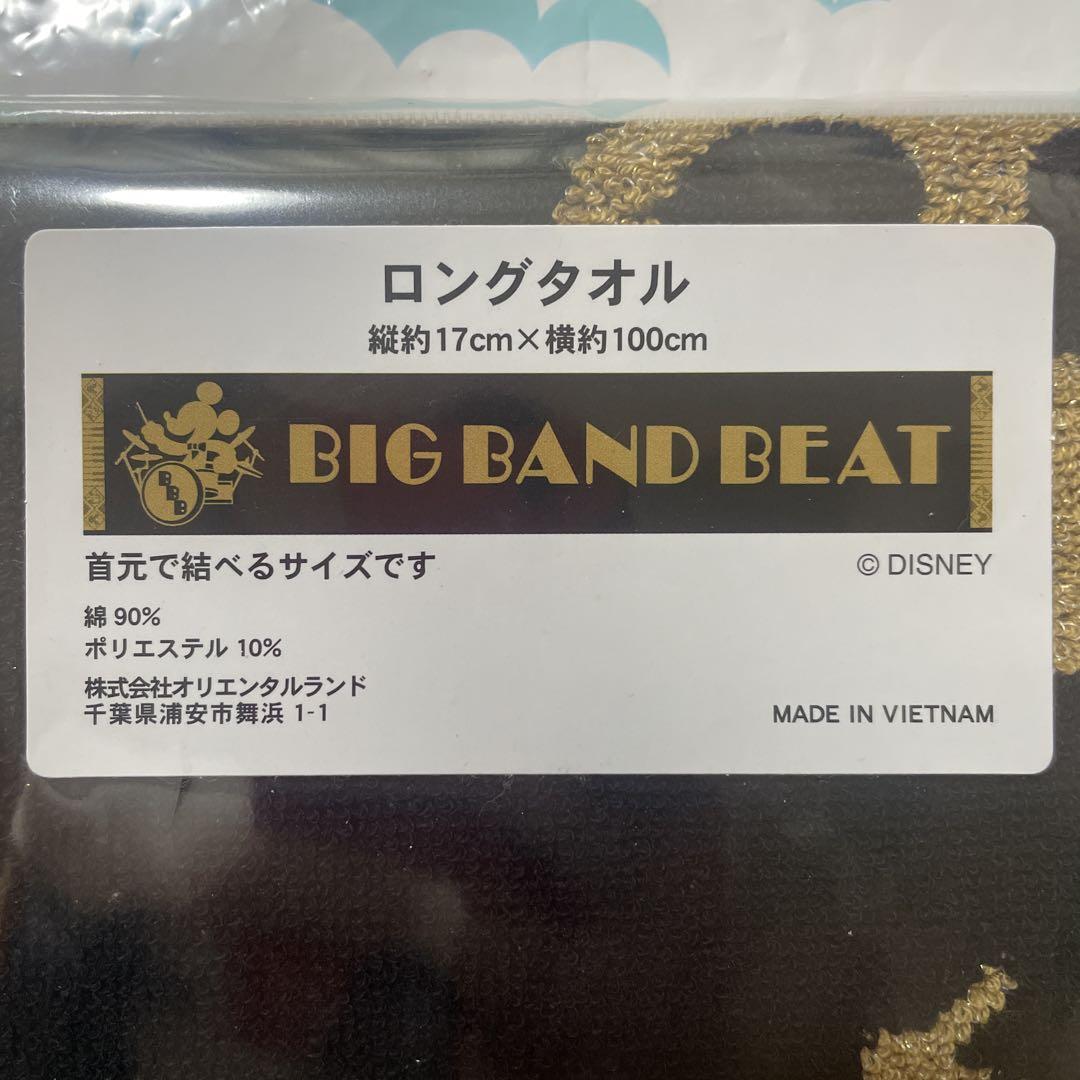 ロングタオル
縦約17cm×横約100cm
BBB
BIG BAND BEAT
首元で結べるサイズです
© DISNEY
綿 90%
ポリエステル 10%
株式会社オリエンタルランド
千葉県浦安市舞浜 1-1
MADE IN VIETNAM